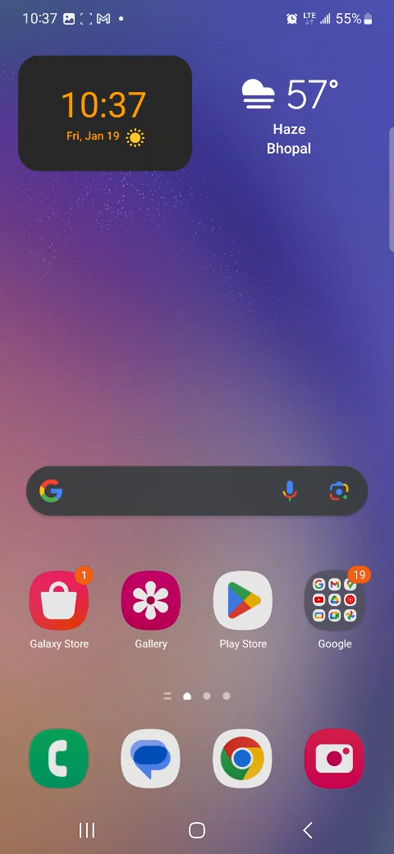 10:37
LTE
55%
10:37
Fri, Jan 19
57°
Haze
Bhopal
1
19
Galaxy Store
Gallery
Play Store
Google